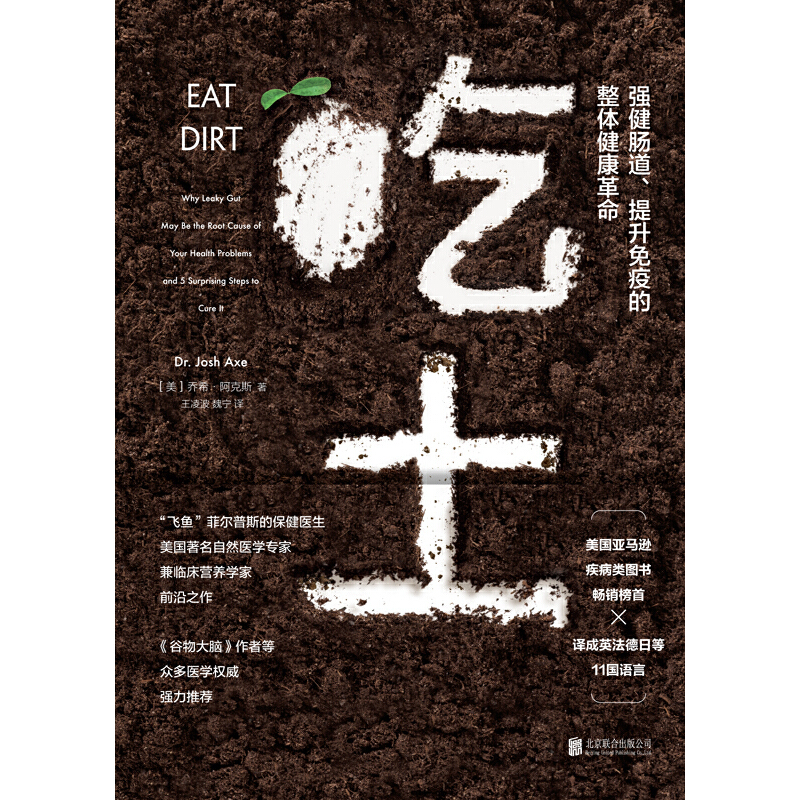 EAT
DIRT
Why Leaky Gut
May Be the Root Cause of
Your Health Problems
and 5 Surprising Steps to
Cure It
Dr. Josh Axe
[美] 乔希·阿克斯 著
王凌波 魏宁 译
吃土
强健肠道、提升免疫的
整体健康革命
“飞鱼”菲尔普斯的保健医生
美国著名自然医学专家
兼临床营养学家
前沿之作
《谷物大脑》作者等
众多医学权威
强力推荐
美国亚马逊
疾病类图书
畅销榜首
×
译成英法德日等
11国语言
北京联合出版公司
Beijing United Publishing Co.,Ltd.